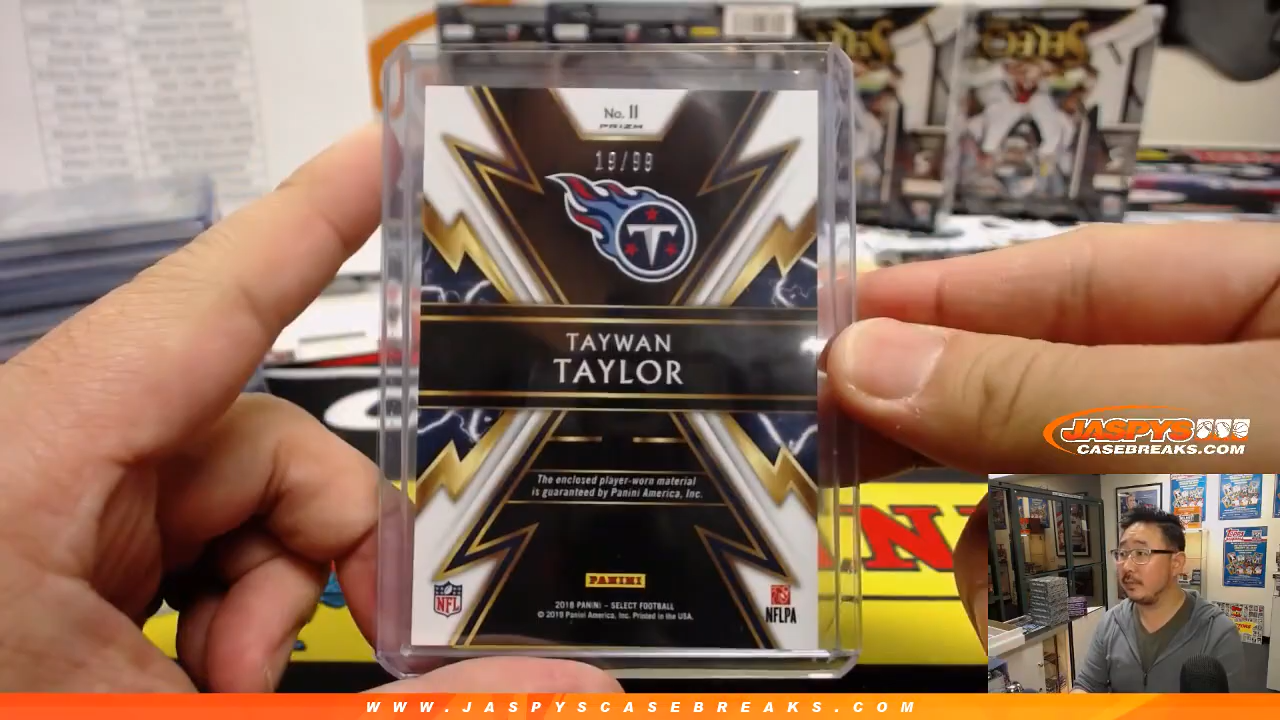 No. 11
PRIZM
19/99
T
TAYWAN
TAYLOR
The enclosed player-worn material
is guaranteed by Panini America, Inc.
PANINI
2018 PANINI – SELECT FOOTBALL
© 2019 Panini America, Inc. Printed in the USA.
NFL
NFLPA
JASPYS
CASEBREAKS.COM
WWW.JASPYSCASEBREAKS.COM